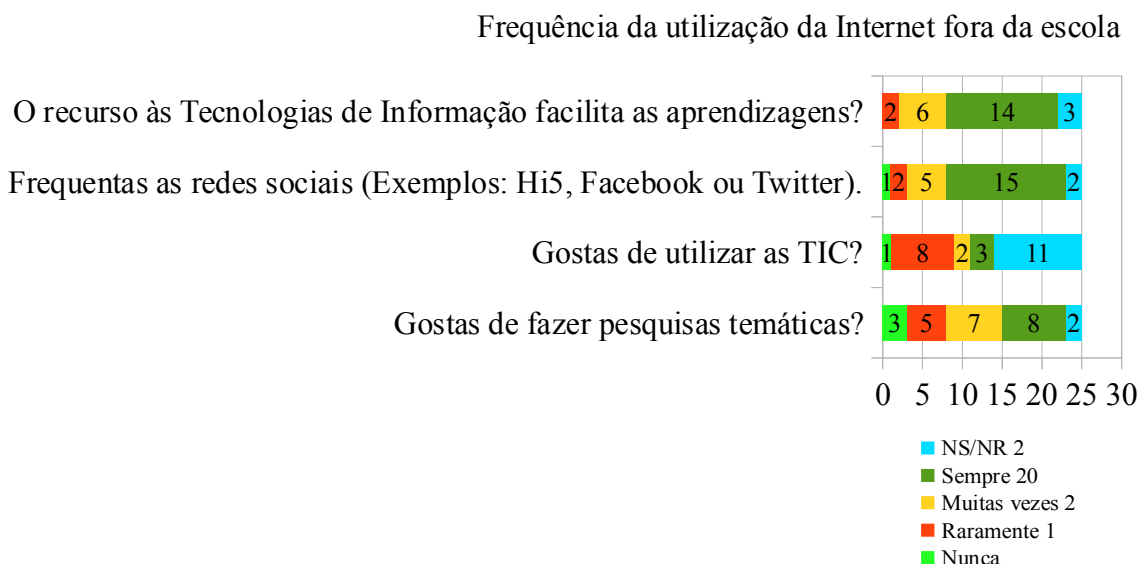 Frequência da utilização da Internet fora da escola
O recurso às Tecnologias de Informação facilita as aprendizagens?
2 6 14 3
Frequentas as redes sociais (Exemplos: Hi5, Facebook ou Twitter).
1 2 5 15 2
Gostas de utilizar as TIC?
1 8 2 3 11
Gostas de fazer pesquisas temáticas?
3 5 7 8 2
0 5 10 15 20 25 30
NS/NR 2
Sempre 20
Muitas vezes 2
Raramente 1
Nunca